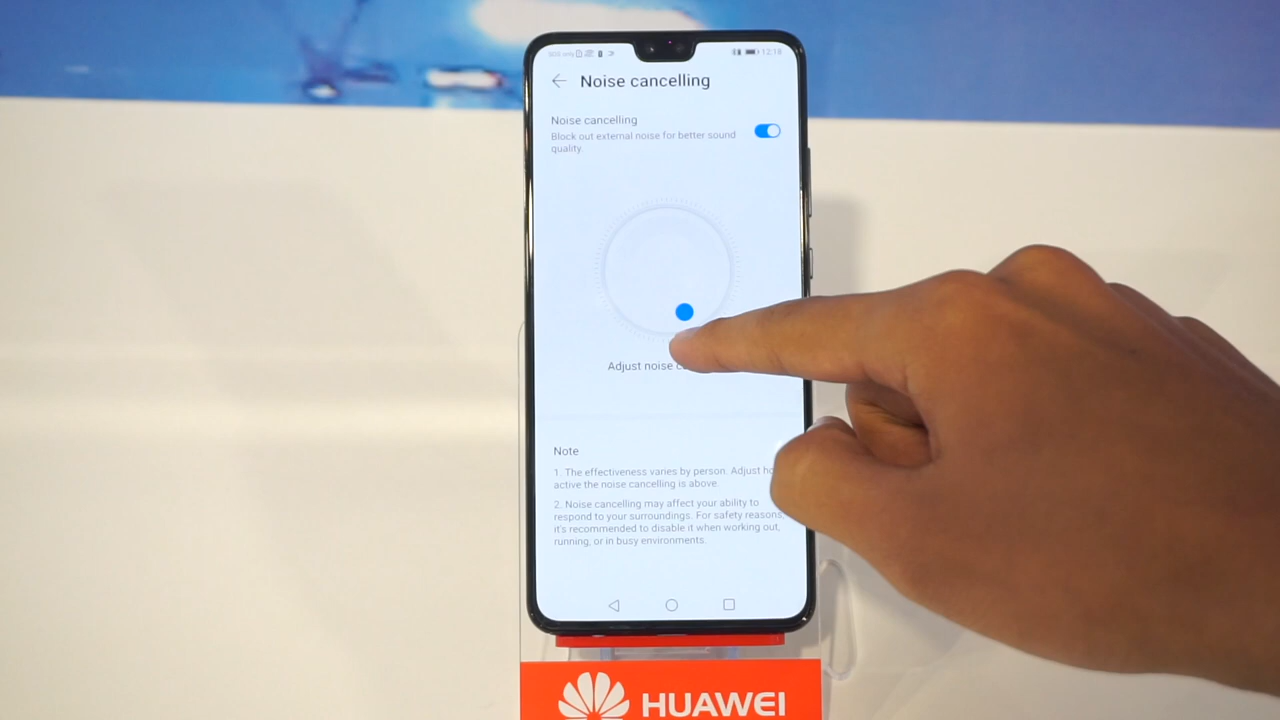 12:18
Noise cancelling
Noise cancelling
Block out external noise for better sound
quality.
Adjust noise
Note
1. The effectiveness varies by person. Adjust
active the noise cancelling is above.
2. Noise cancelling may affect your ability to
respond to your surroundings. For safety reasons,
it's recommended to disable it when working out,
running, or in busy environments.
HUAWEI